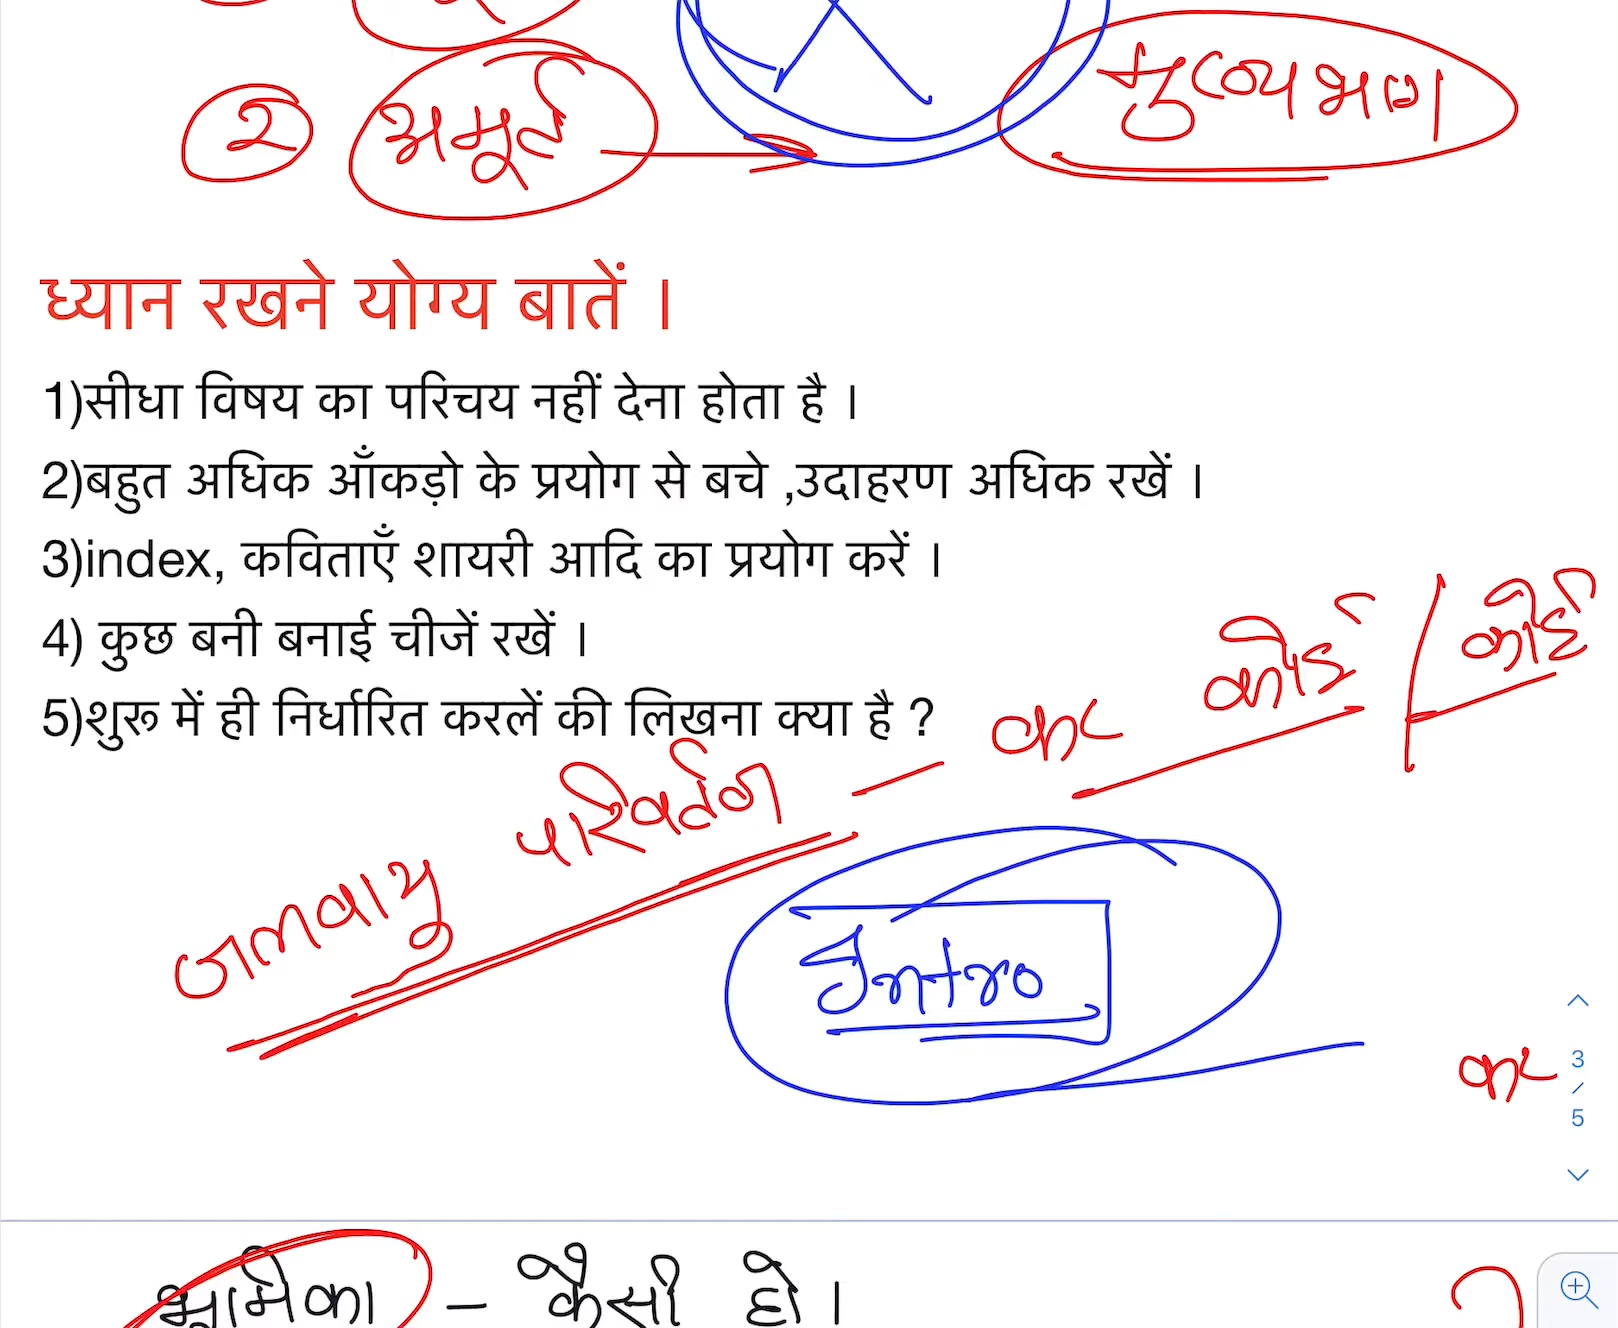 २ अमूर्त
मुख्य भाग
ध्यान रखने योग्य बातें ।
1)सीधा विषय का परिचय नहीं देना होता है ।
2)बहुत अधिक आँकड़ो के प्रयोग से बचे ,उदाहरण अधिक रखें ।
3)index, कविताएँ शायरी आदि का प्रयोग करें ।
4) कुछ बनी बनाई चीजें रखें ।
5)शुरू में ही निर्धारित करलें की लिखना क्या है ?
जलवायु परिवर्तन –
Intro
3
/
5
भूमिका – कैसी हो ।